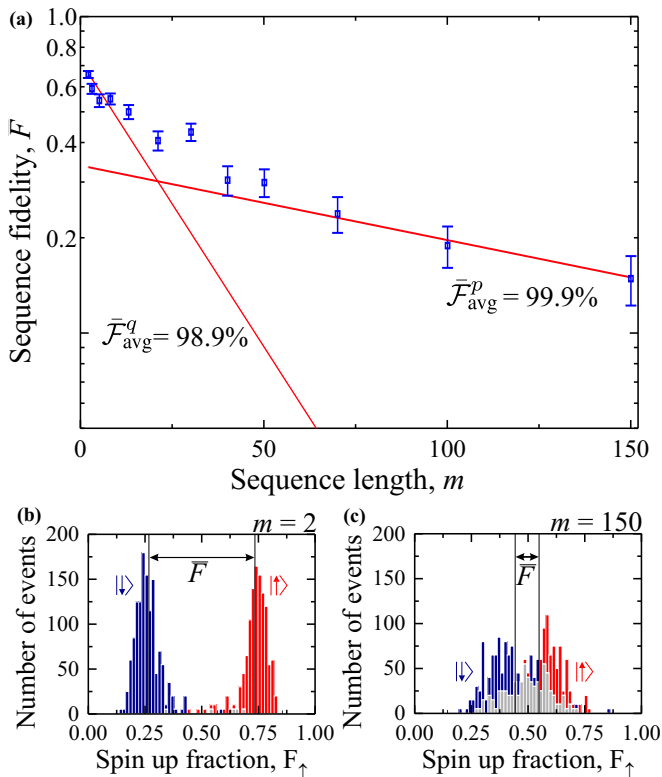 (a)
1.0
0.8
0.6
0.4
0.2
Sequence fidelity, F̄
𝓕̄ᵖavg = 99.9%
𝓕̄qavg = 98.9%
0 50 100 150
Sequence length, m
(b) m = 2
200
150
100
50
0
Number of events
F̄
|↓⟩ |↑⟩
0.00 0.25 0.50 0.75 1.00
Spin up fraction, F↑
(c) m = 150
200
150
100
50
0
Number of events
F̄
|↓⟩ |↑⟩
0.00 0.25 0.50 0.75 1.00
Spin up fraction, F↑